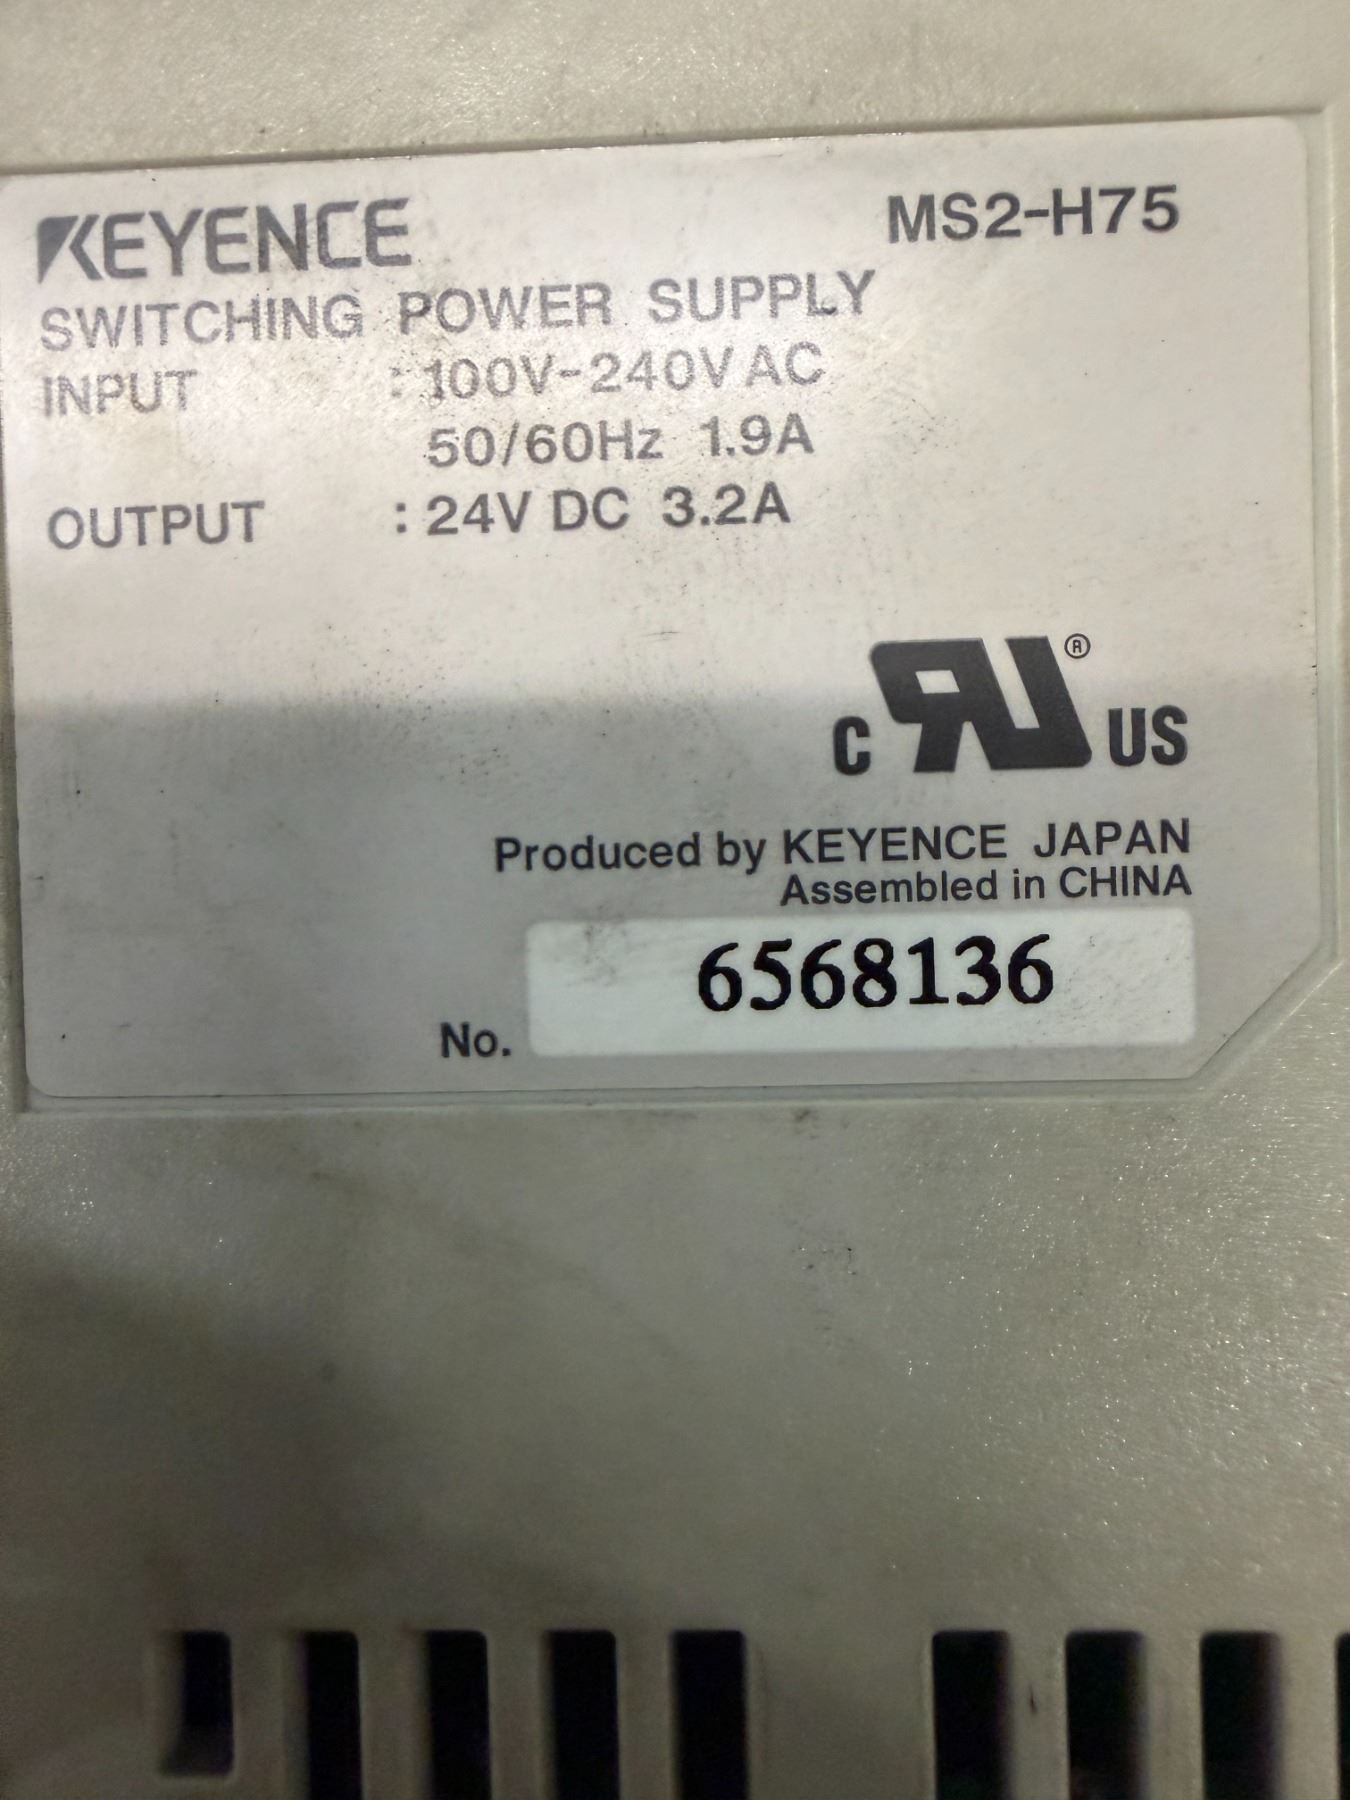 KEYENCE MS2-H75
SWITCHING POWER SUPPLY
INPUT : 100V-240V AC
50/60Hz 1.9A
OUTPUT : 24V DC 3.2A
C RU® US
Produced by KEYENCE JAPAN
Assembled in CHINA
No. 6568136